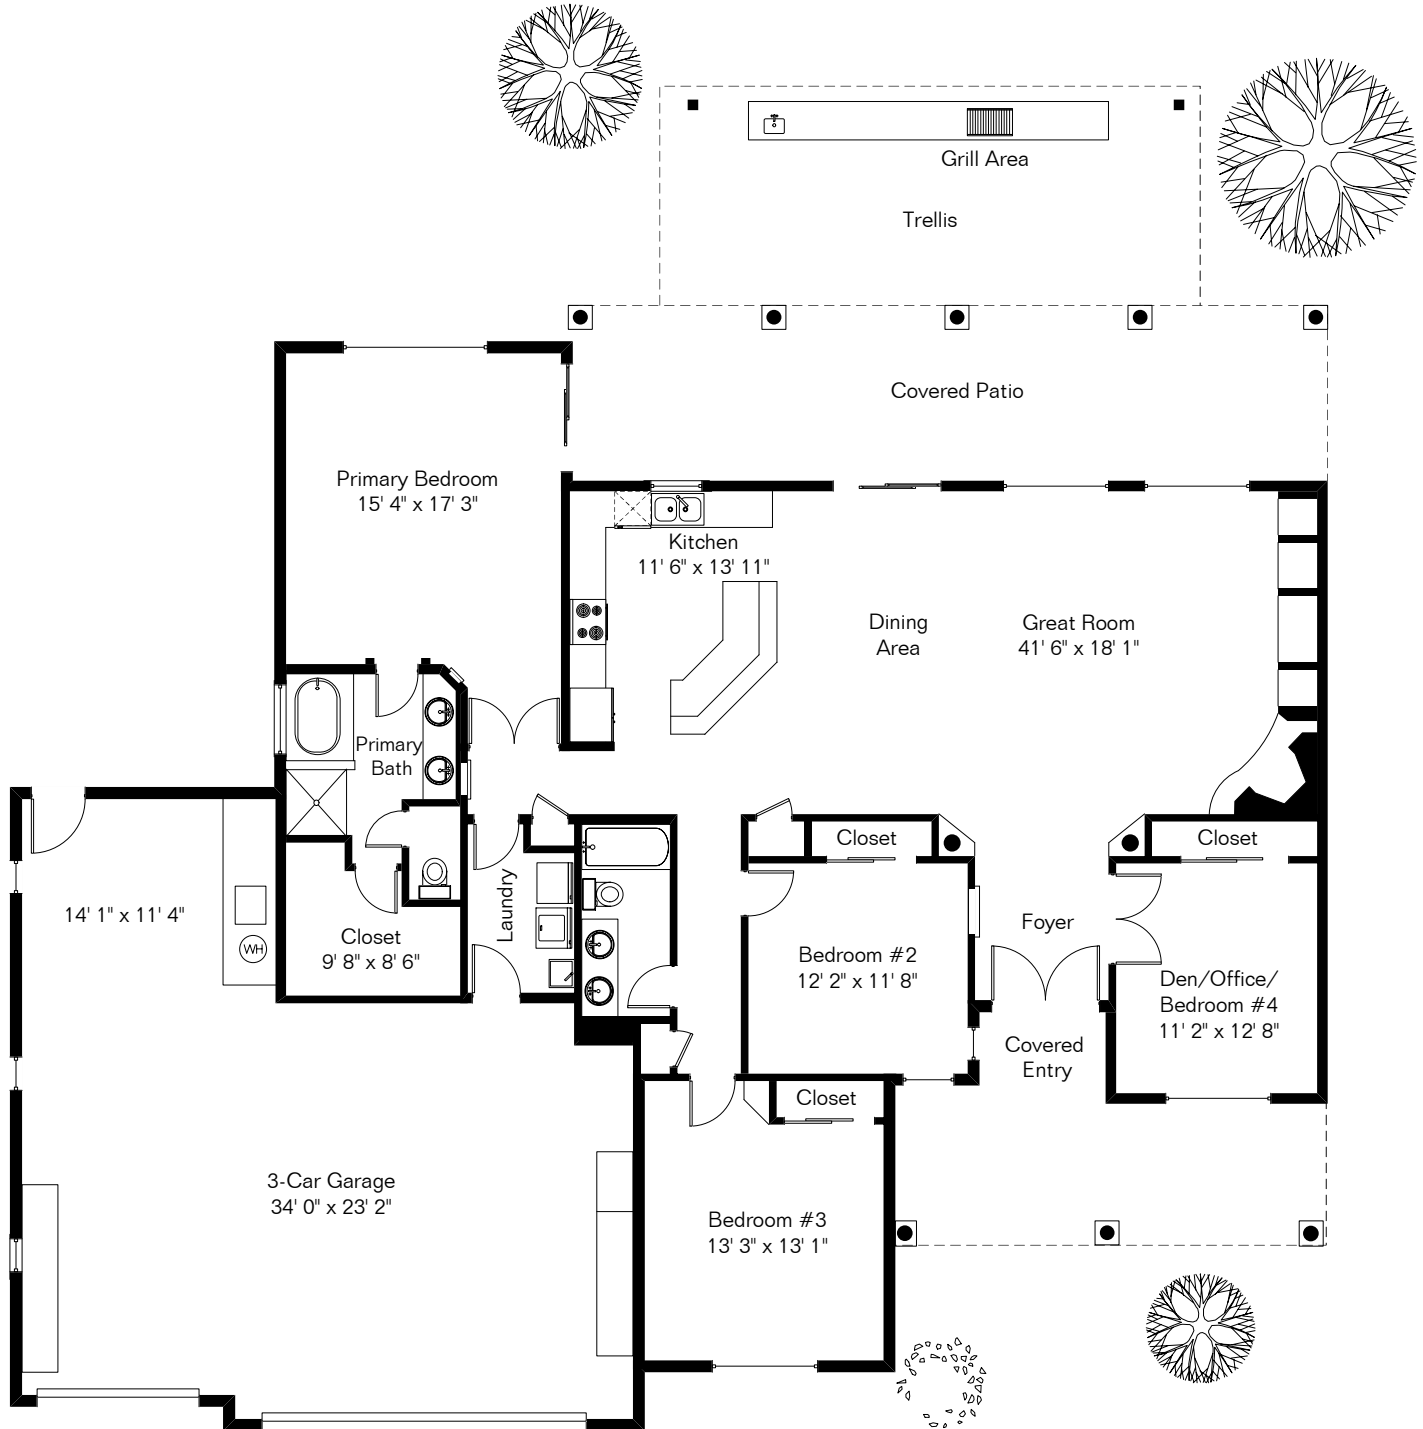 Grill Area
Trellis
Covered Patio
Primary Bedroom
15' 4" x 17' 3"
Kitchen
11' 6" x 13' 11"
Dining
Area
Great Room
41' 6" x 18' 1"
Primary
Bath
Closet
Closet
Laundry
14' 1" x 11' 4"
WH
Closet
9' 8" x 8' 6"
Bedroom #2
12' 2" x 11' 8"
Foyer
Den/Office/
Bedroom #4
11' 2" x 12' 8"
Covered
Entry
Closet
3-Car Garage
34' 0" x 23' 2"
Bedroom #3
13' 3" x 13' 1"